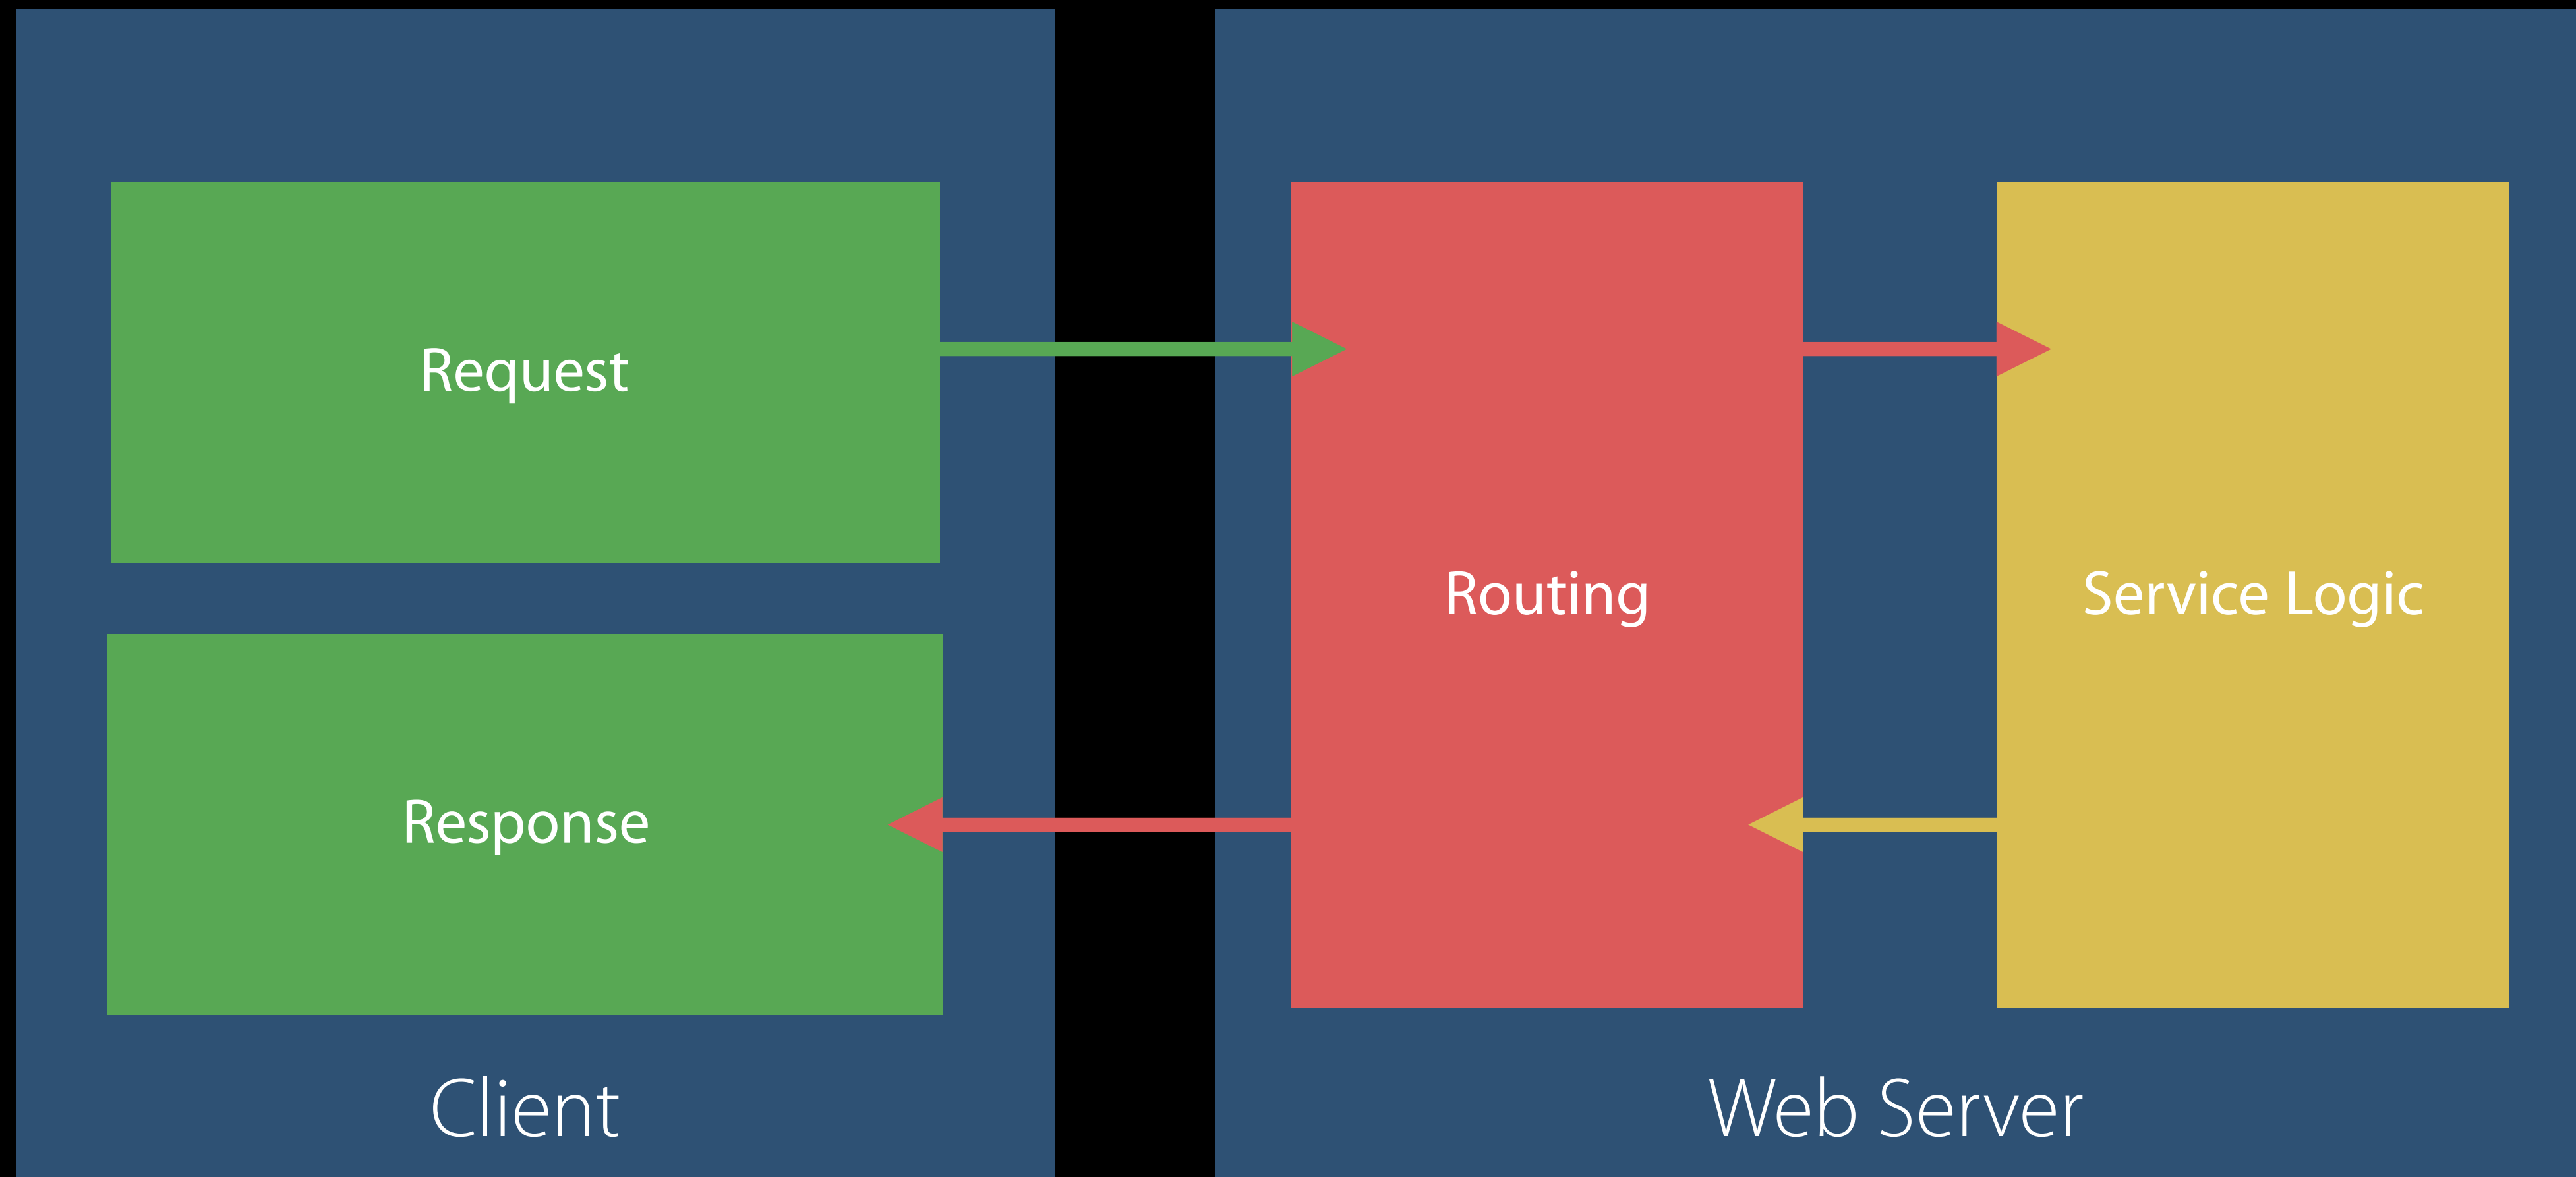 Request
Response
Client
Routing
Service Logic
Web Server